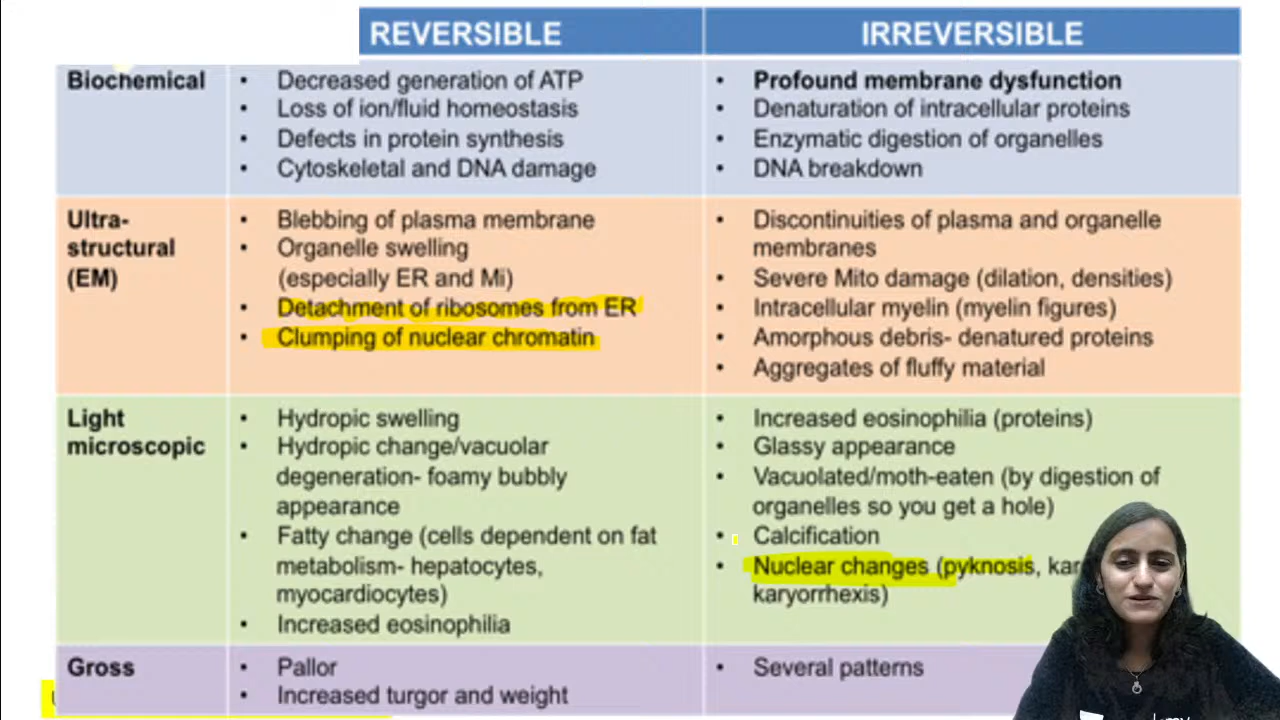 REVERSIBLE
IRREVERSIBLE
Biochemical
• Decreased generation of ATP
• Loss of ion/fluid homeostasis
• Defects in protein synthesis
• Cytoskeletal and DNA damage
• Profound membrane dysfunction
• Denaturation of intracellular proteins
• Enzymatic digestion of organelles
• DNA breakdown
Ultra-
structural
(EM)
• Blebbing of plasma membrane
• Organelle swelling
(especially ER and Mi)
• Detachment of ribosomes from ER
• Clumping of nuclear chromatin
• Discontinuities of plasma and organelle
membranes
• Severe Mito damage (dilation, densities)
• Intracellular myelin (myelin figures)
• Amorphous debris- denatured proteins
• Aggregates of fluffy material
Light
microscopic
• Hydropic swelling
• Hydropic change/vacuolar
degeneration- foamy bubbly
appearance
• Fatty change (cells dependent on fat
metabolism- hepatocytes,
myocardiocytes)
• Increased eosinophilia
• Increased eosinophilia (proteins)
• Glassy appearance
• Vacuolated/moth-eaten (by digestion of
organelles so you get a hole)
• Calcification
• Nuclear changes (pyknosis,
karyorrhexis)
Gross
• Pallor
• Increased turgor and weight
• Several patterns